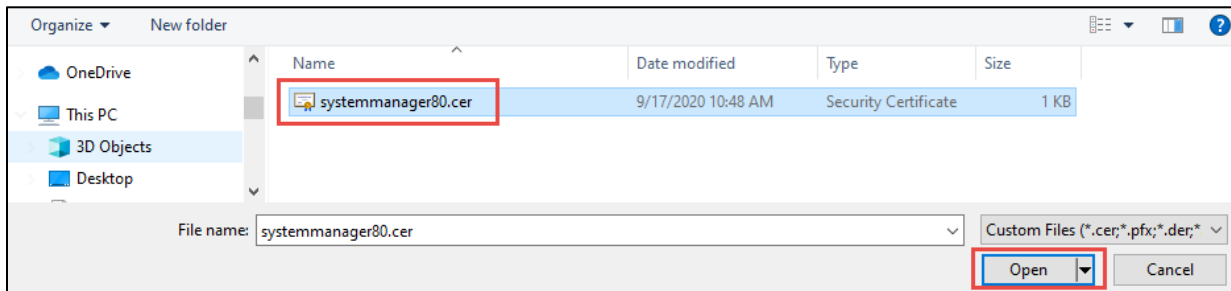 Organize New folder
OneDrive
This PC
3D Objects
Desktop
Name Date modified Type Size
systemmanager80.cer 9/17/2020 10:48 AM Security Certificate 1 KB
File name: systemmanager80.cer Custom Files (*.cer;*.pfx;*.der;*
Open Cancel